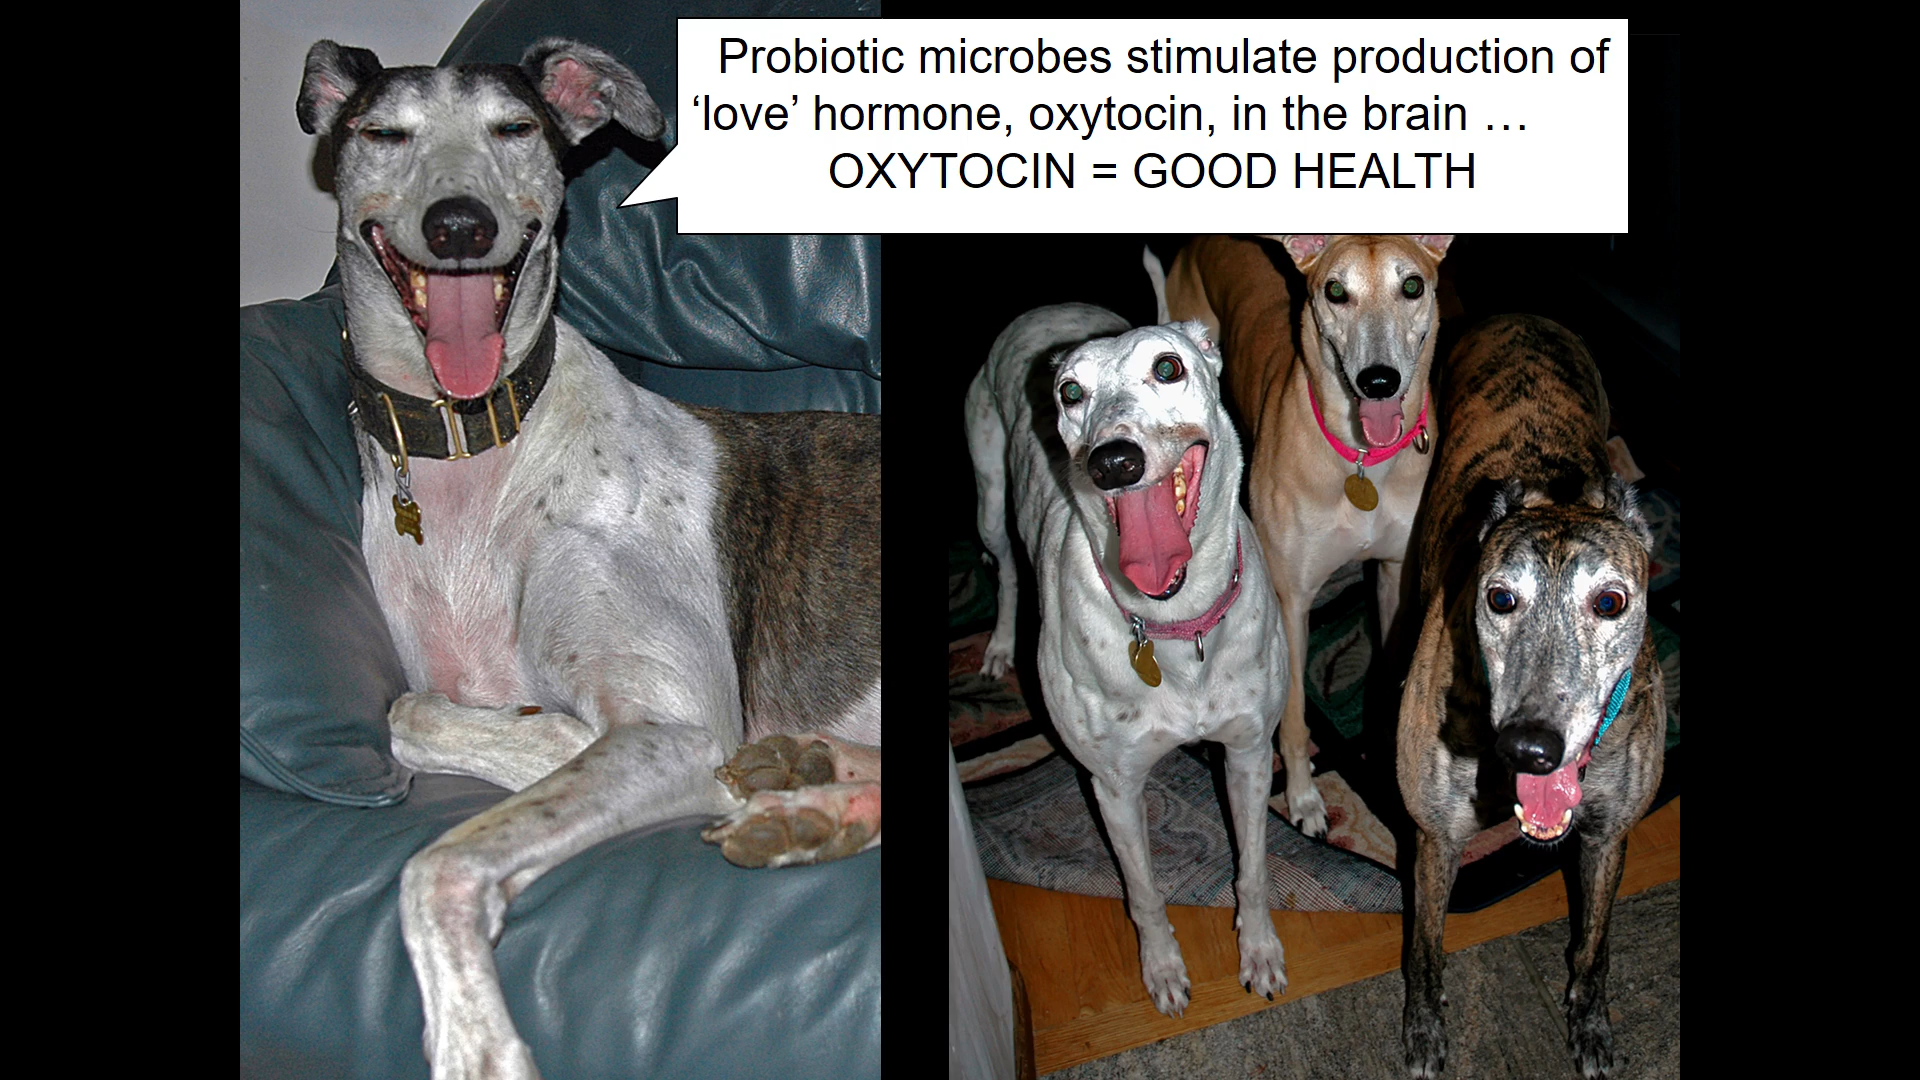 Probiotic microbes stimulate production of
‘love’ hormone, oxytocin, in the brain …
OXYTOCIN = GOOD HEALTH